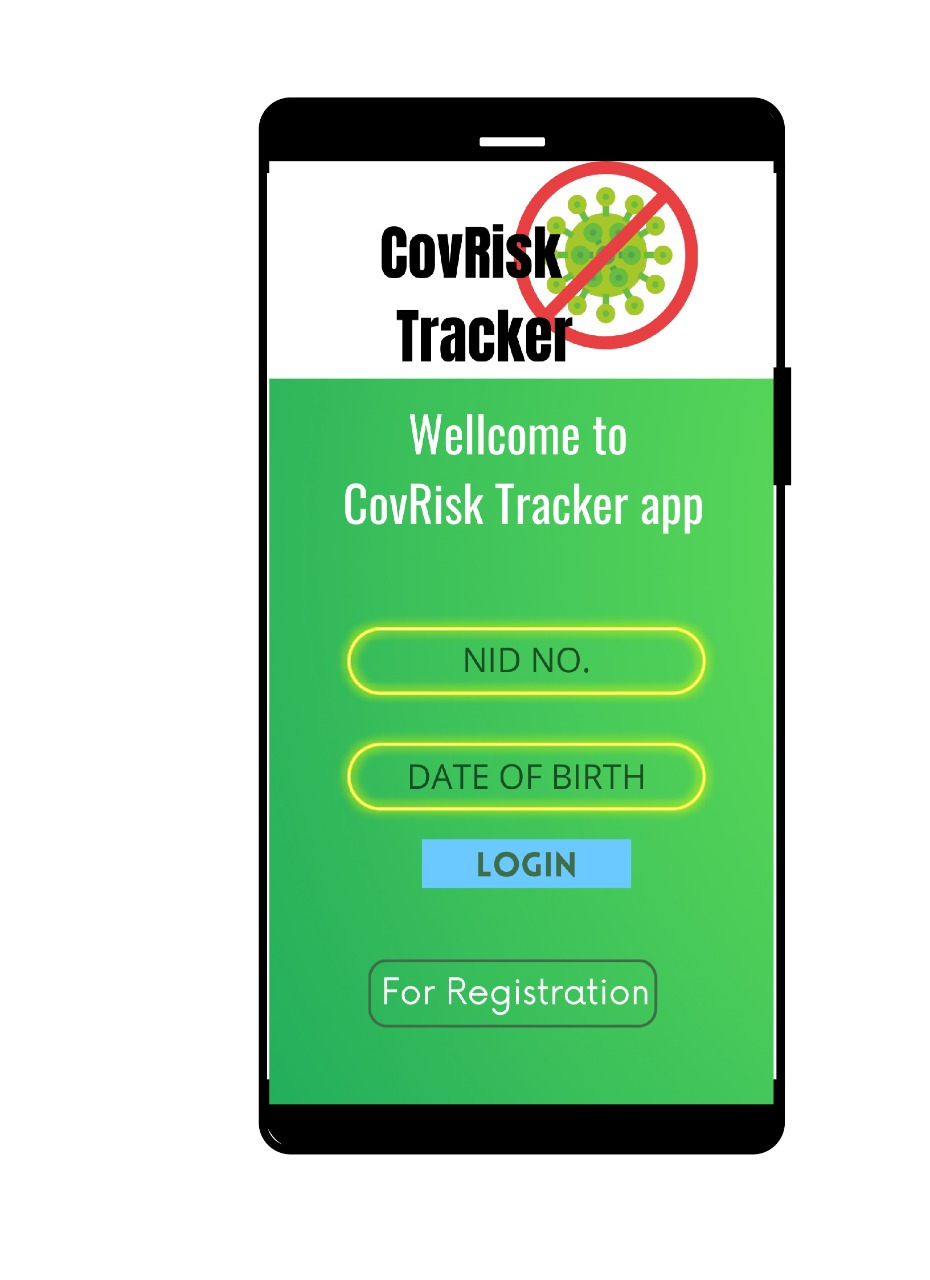 CovRisk
Tracker
Wellcome to
CovRisk Tracker app
NID NO.
DATE OF BIRTH
LOGIN
For Registration